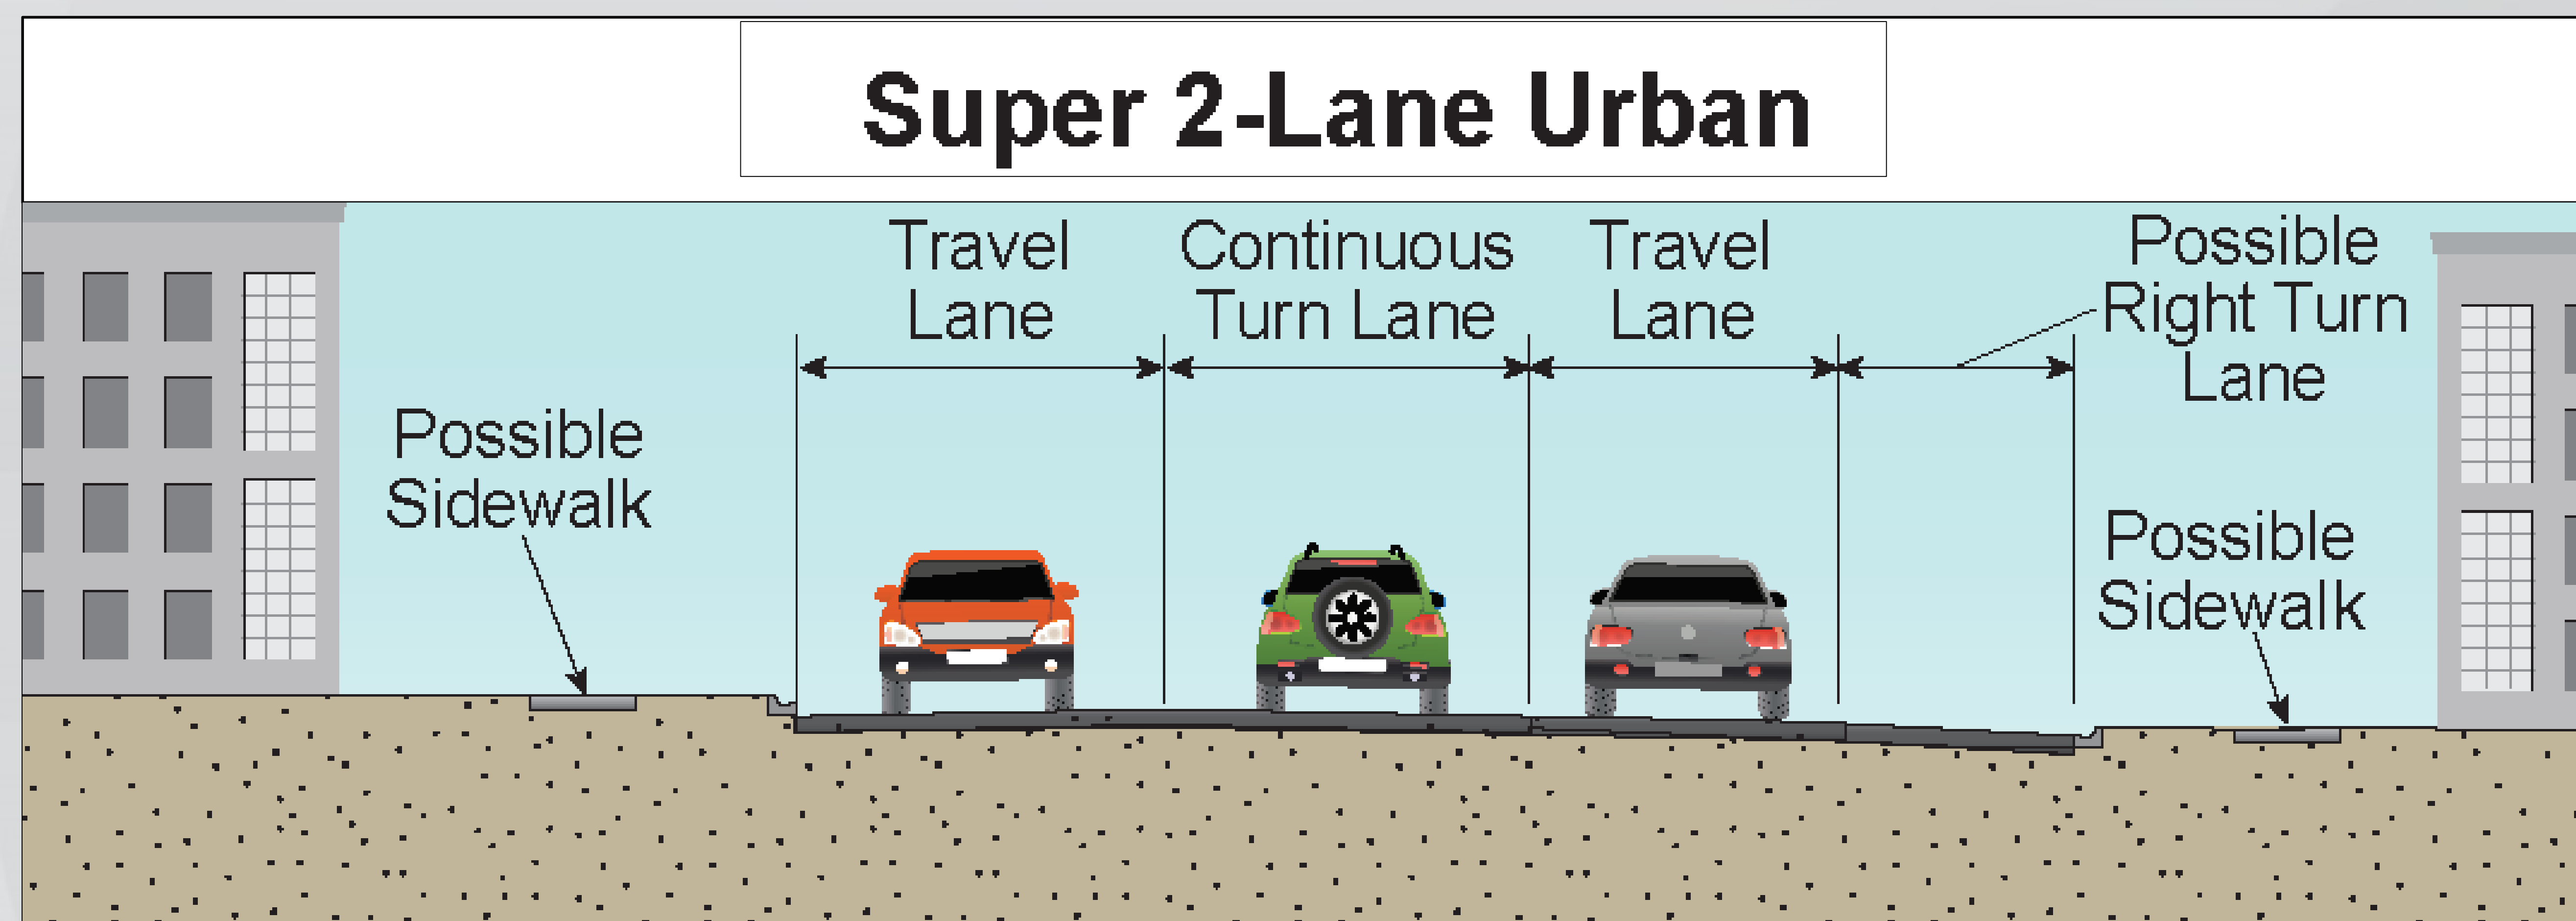 Super 2-Lane Urban
Travel
Lane
Continuous
Turn Lane
Travel
Lane
Possible
Right Turn
Lane
Possible
Sidewalk
Possible
Sidewalk